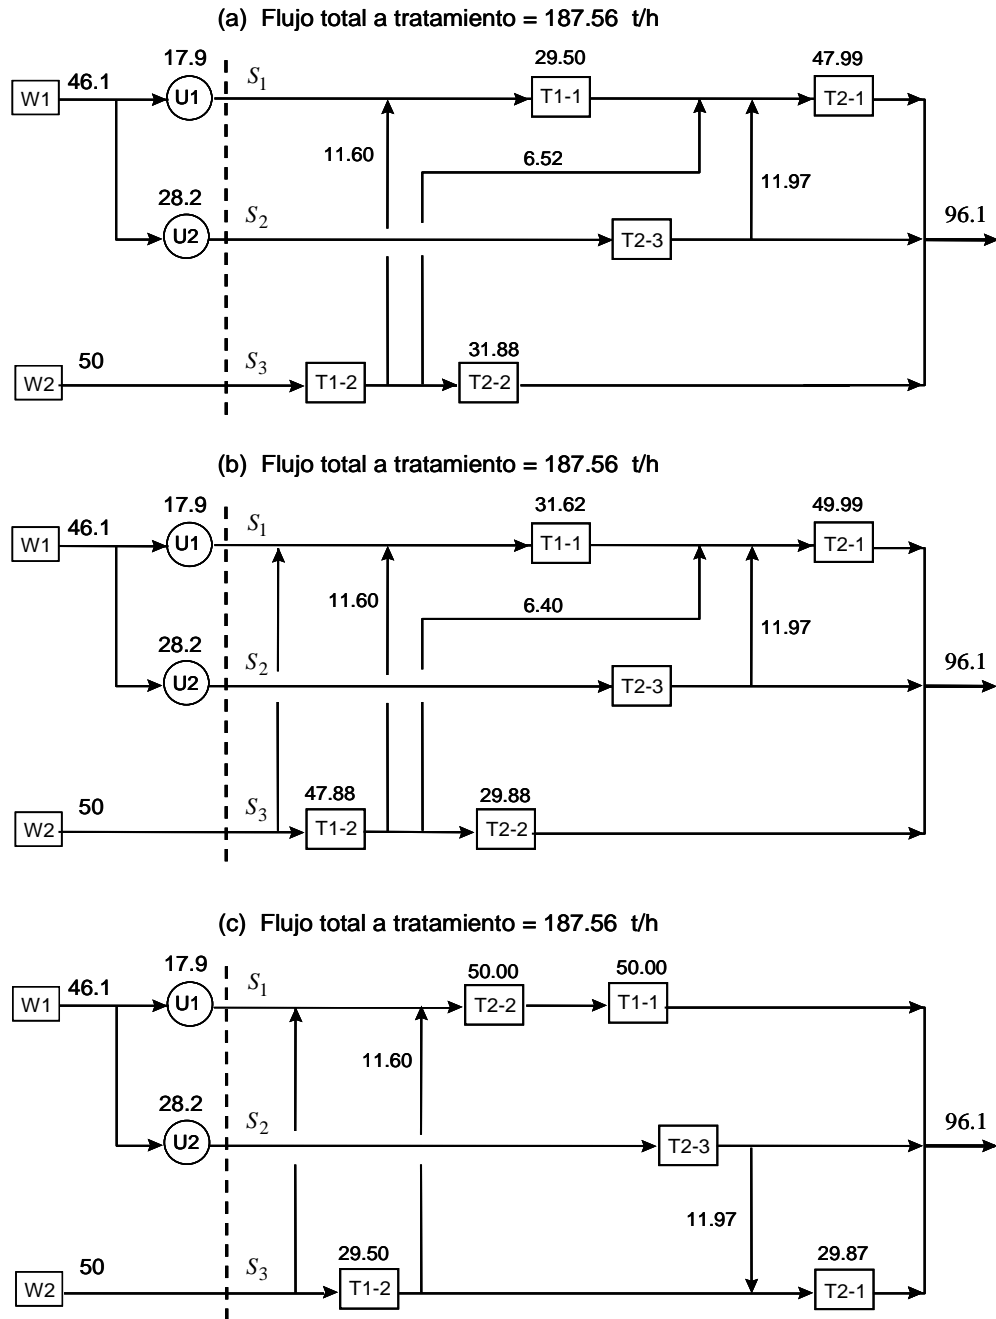 (a) Flujo total a tratamiento = 187.56 t/h
17.9
29.50
47.99
46.1
S1
W1
U1
T1-1
T2-1
11.60
6.52
11.97
28.2
S2
96.1
U2
T2-3
50
S3
31.88
W2
T1-2
T2-2
(b) Flujo total a tratamiento = 187.56 t/h
17.9
31.62
49.99
46.1
S1
W1
U1
T1-1
T2-1
11.60
6.40
11.97
28.2
S2
96.1
U2
T2-3
50
S3
47.88
29.88
W2
T1-2
T2-2
(c) Flujo total a tratamiento = 187.56 t/h
17.9
50.00
50.00
46.1
S1
W1
U1
T2-2
T1-1
11.60
28.2
S2
96.1
U2
T2-3
11.97
50
S3
29.50
29.87
W2
T1-2
T2-1